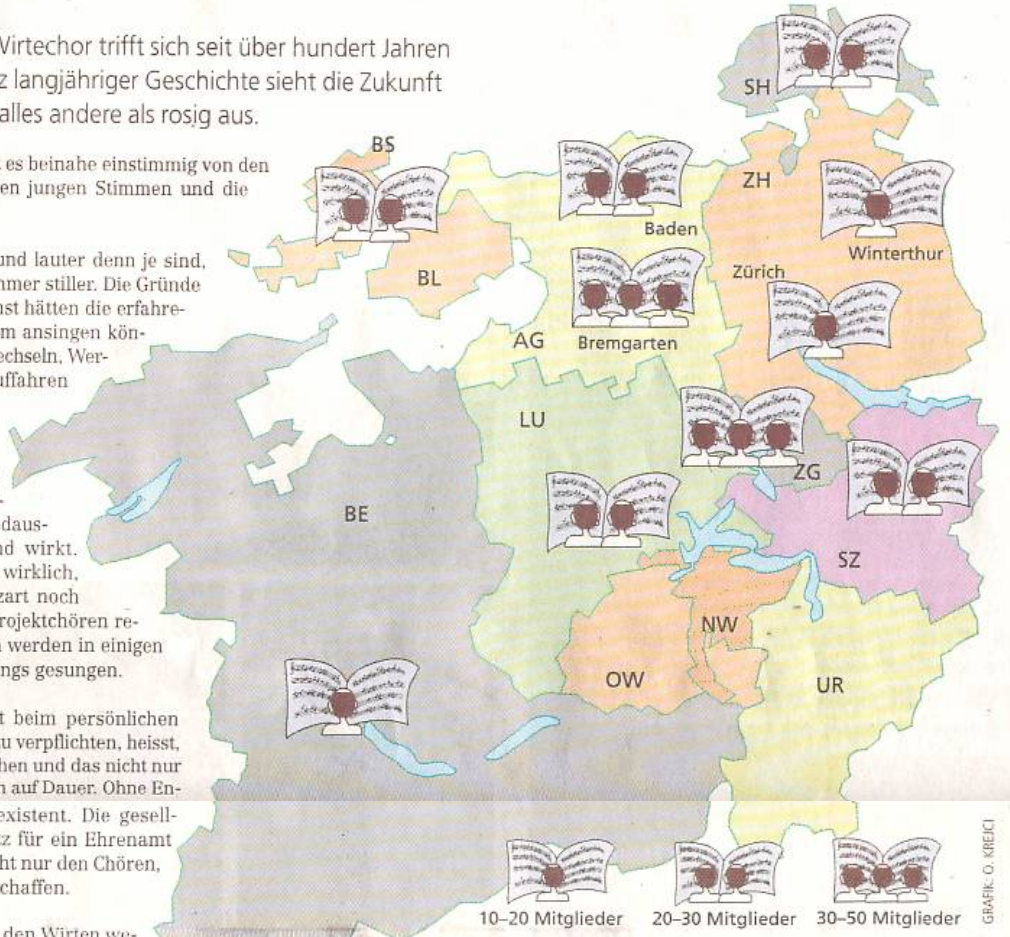 Wirtechor trifft sich seit über hundert Jahren
z langjähriger Geschichte sieht die Zukunft
alles andere als rosig aus.
es beinahe einstimmig von den
en jungen Stimmen und die
und lauter denn je sind,
mmer stiller. Die Gründe
nst hätten die erfahre-
m ansingen kön-
echseln, Wer-
uffahren
daus-
nd wirkt.
wirklich,
zart noch
rojektchören re-
werden in einigen
ngs gesungen.
t beim persönlichen
zu verpflichten, heisst,
hen und das nicht nur
n auf Dauer. Ohne En-
existent. Die gesell-
tz für ein Ehrenamt
ht nur den Chören,
chaffen.
den Wirten we-
SH
BS
ZH
Baden
Winterthur
BL
Zürich
AG
Bremgarten
LU
ZG
BE
SZ
NW
OW
UR
10–20 Mitglieder
20–30 Mitglieder
30–50 Mitglieder
GRAFIK: O. KREJCI